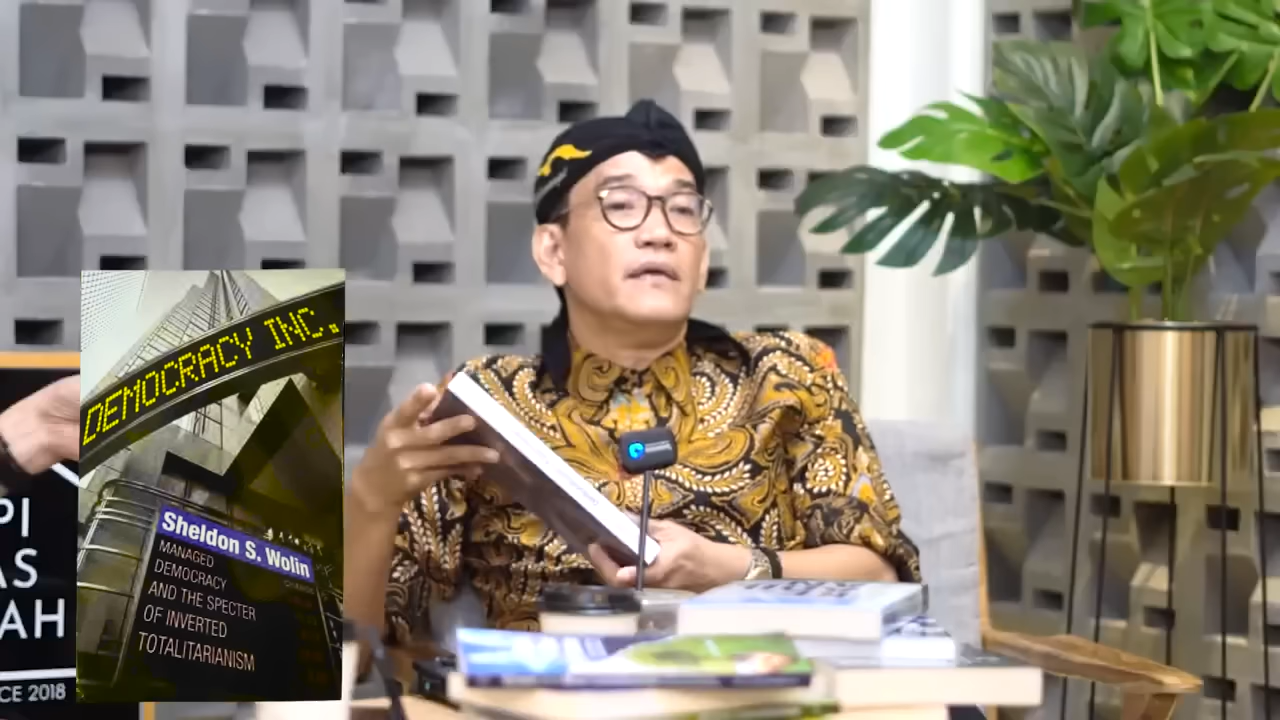 DEMOCRACY INC.
Sheldon S. Wolin
MANAGED
DEMOCRACY
AND THE SPECTER
OF INVERTED
TOTALITARIANISM
PI
AS
AH
CE 2018